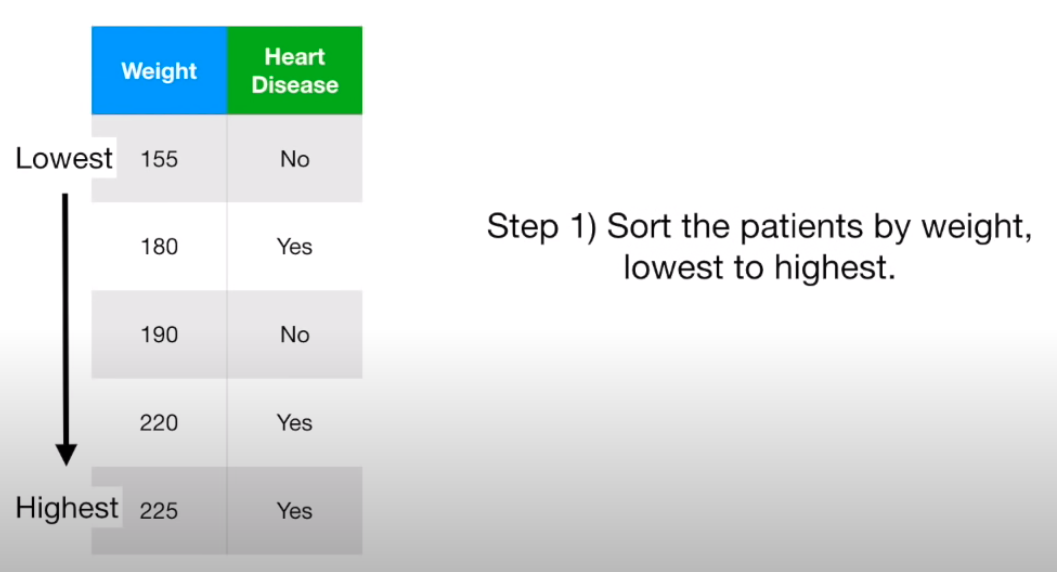 Weight Heart Disease
Lowest 155 No
180 Yes
190 No
220 Yes
Highest 225 Yes
Step 1) Sort the patients by weight,
lowest to highest.